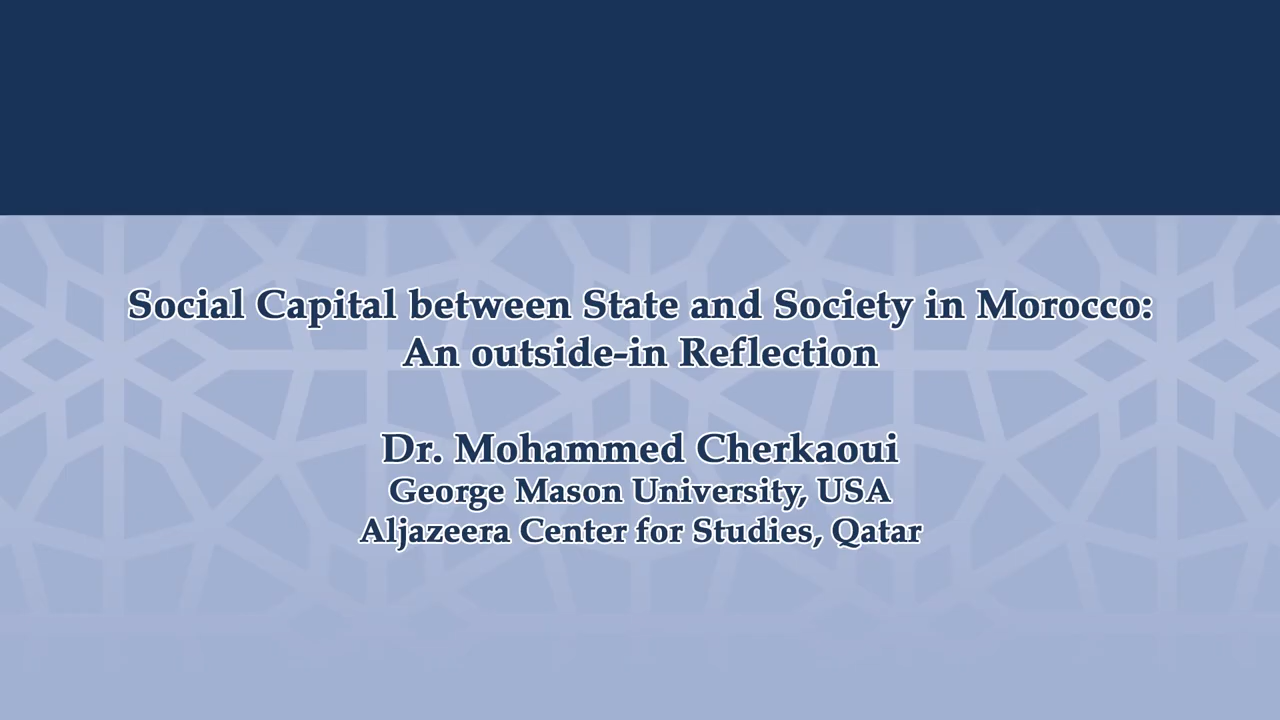 Social Capital between State and Society in Morocco:
An outside-in Reflection
Dr. Mohammed Cherkaoui
George Mason University, USA
Aljazeera Center for Studies, Qatar